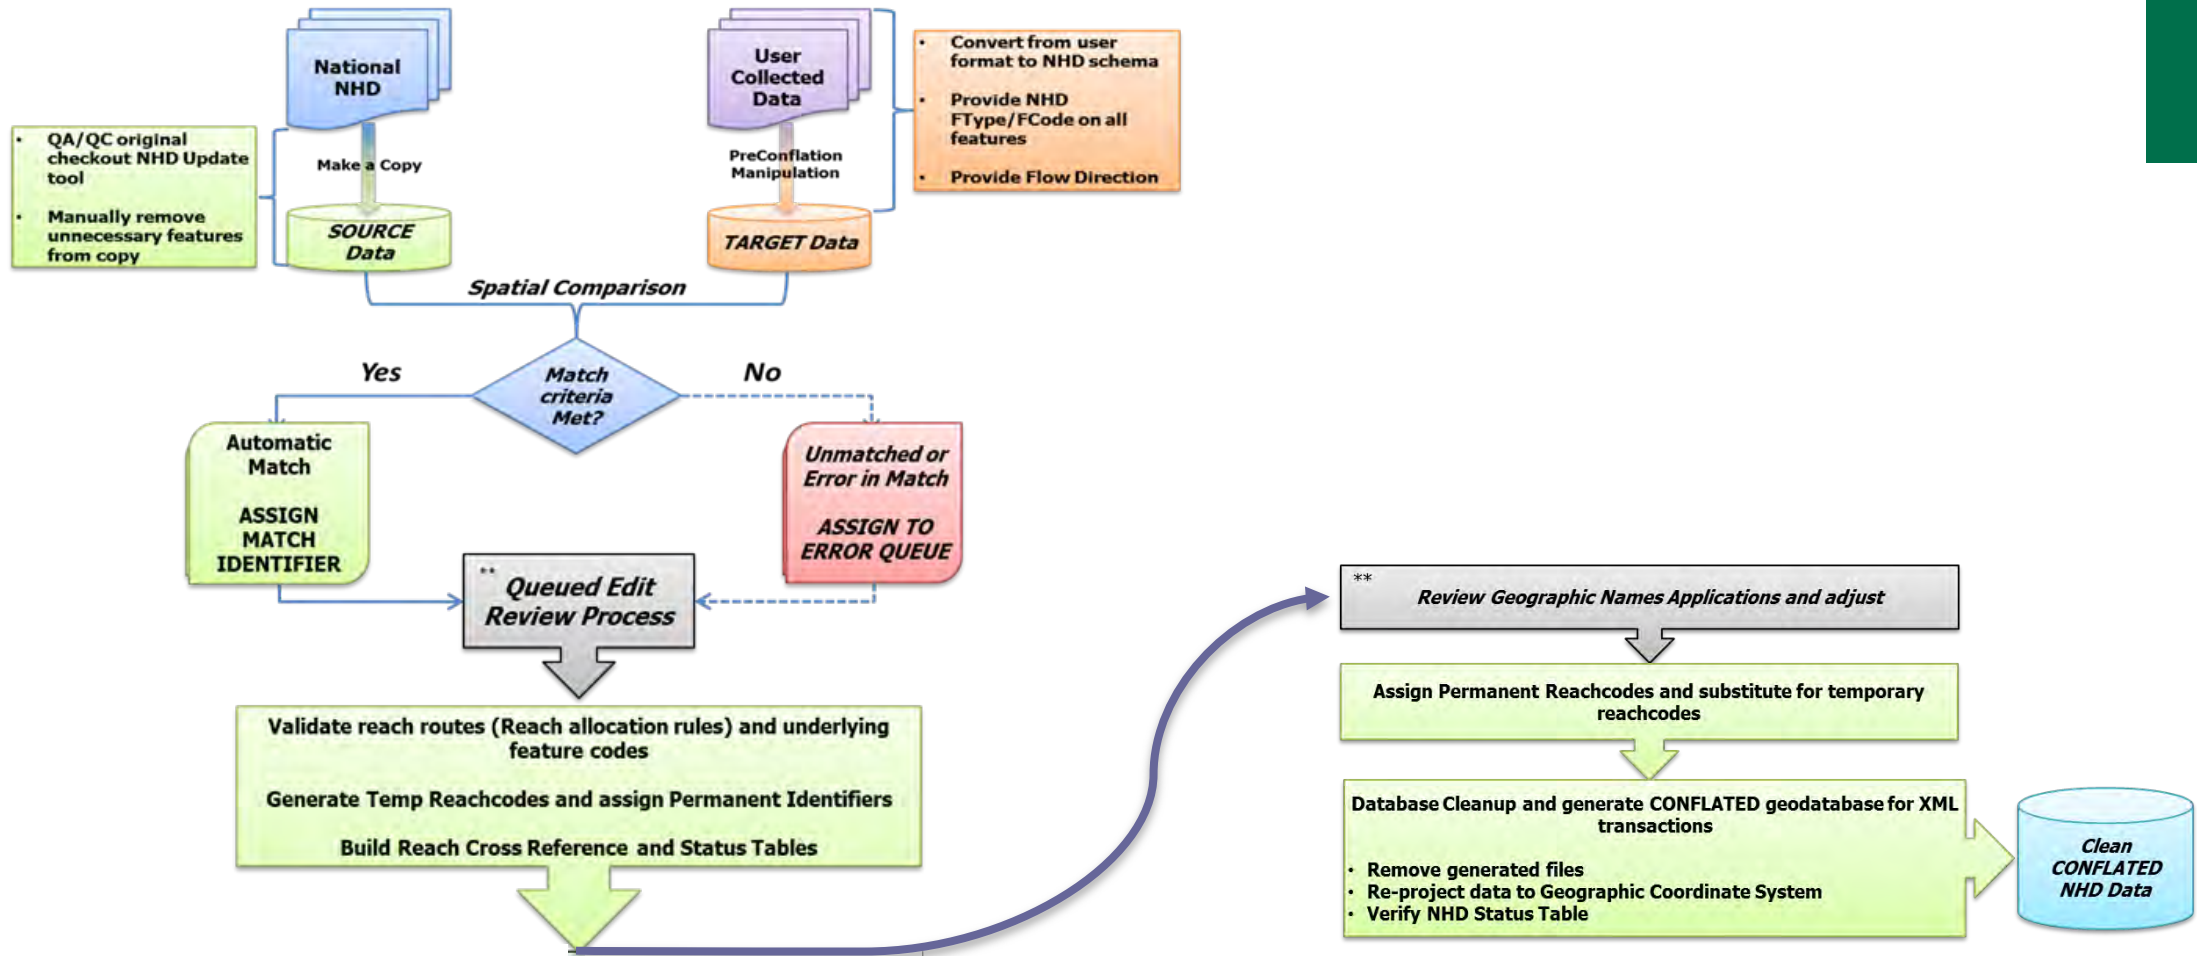 National
NHD
• QA/QC original
checkout NHD Update
tool
• Manually remove
unnecessary features
from copy
Make a Copy
SOURCE
Data
User
Collected
Data
• Convert from user
format to NHD schema
• Provide NHD
FType/FCode on all
features
• Provide Flow Direction
PreConflation
Manipulation
TARGET Data
Spatial Comparison
Match
criteria
Met?
Yes
No
Automatic
Match
ASSIGN
MATCH
IDENTIFIER
Unmatched or
Error in Match
ASSIGN TO
ERROR QUEUE
**
Queued Edit
Review Process
Validate reach routes (Reach allocation rules) and underlying
feature codes
Generate Temp Reachcodes and assign Permanent Identifiers
Build Reach Cross Reference and Status Tables
**
Review Geographic Names Applications and adjust
Assign Permanent Reachcodes and substitute for temporary
reachcodes
Database Cleanup and generate CONFLATED geodatabase for XML
transactions
• Remove generated files
• Re-project data to Geographic Coordinate System
• Verify NHD Status Table
Clean
CONFLATED
NHD Data